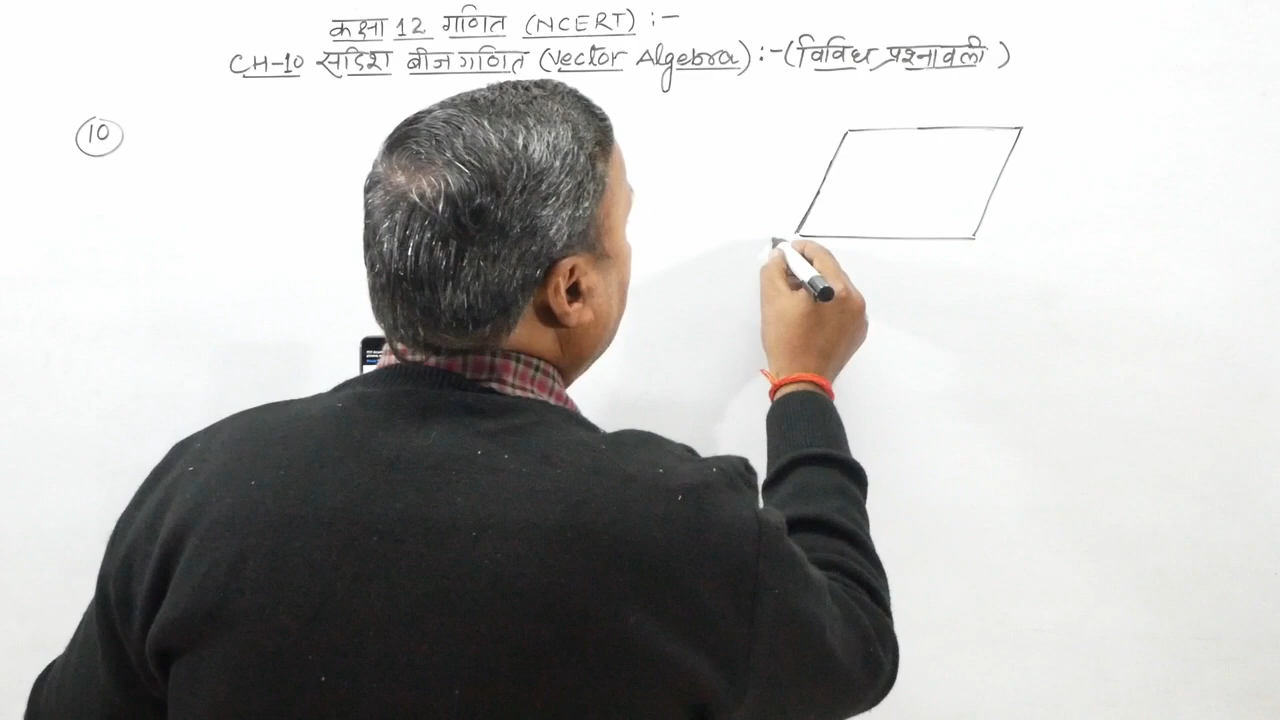 कक्षा 12 गणित (NCERT) :-
CH-10 सदिश बीजगणित (Vector Algebra) :- (विविध प्रश्नावली)
10